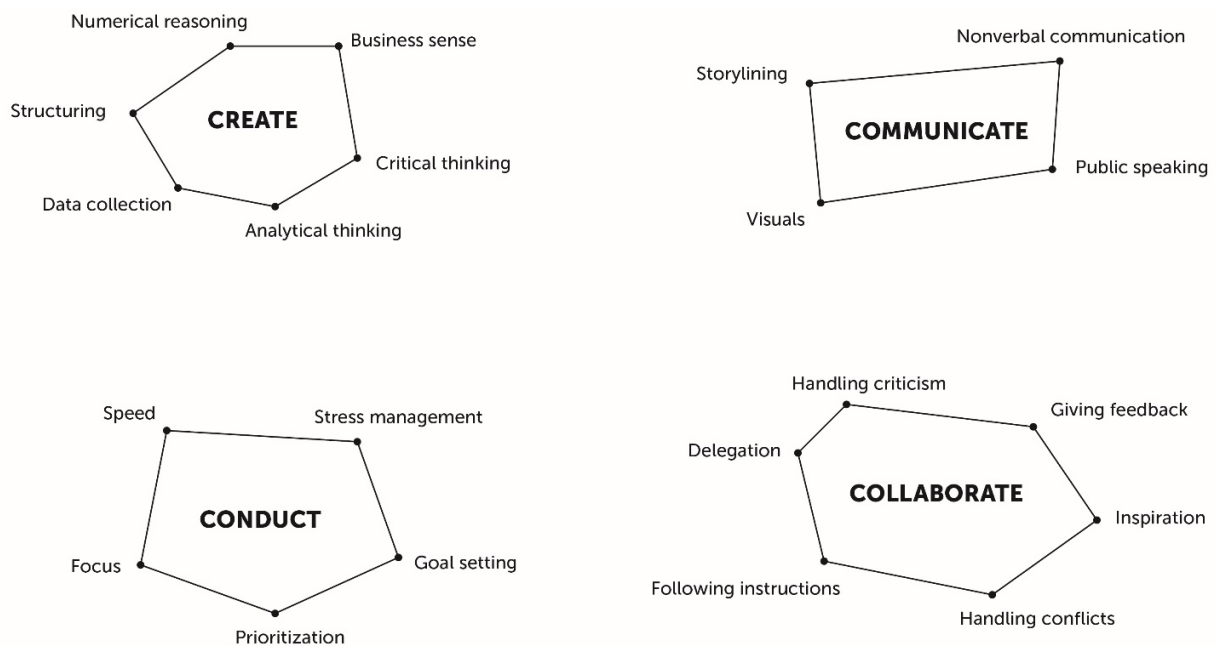 Numerical reasoning
Business sense
Structuring
CREATE
Critical thinking
Data collection
Analytical thinking
Nonverbal communication
Storylining
COMMUNICATE
Public speaking
Visuals
Speed
Stress management
CONDUCT
Focus
Goal setting
Prioritization
Handling criticism
Giving feedback
Delegation
COLLABORATE
Inspiration
Following instructions
Handling conflicts